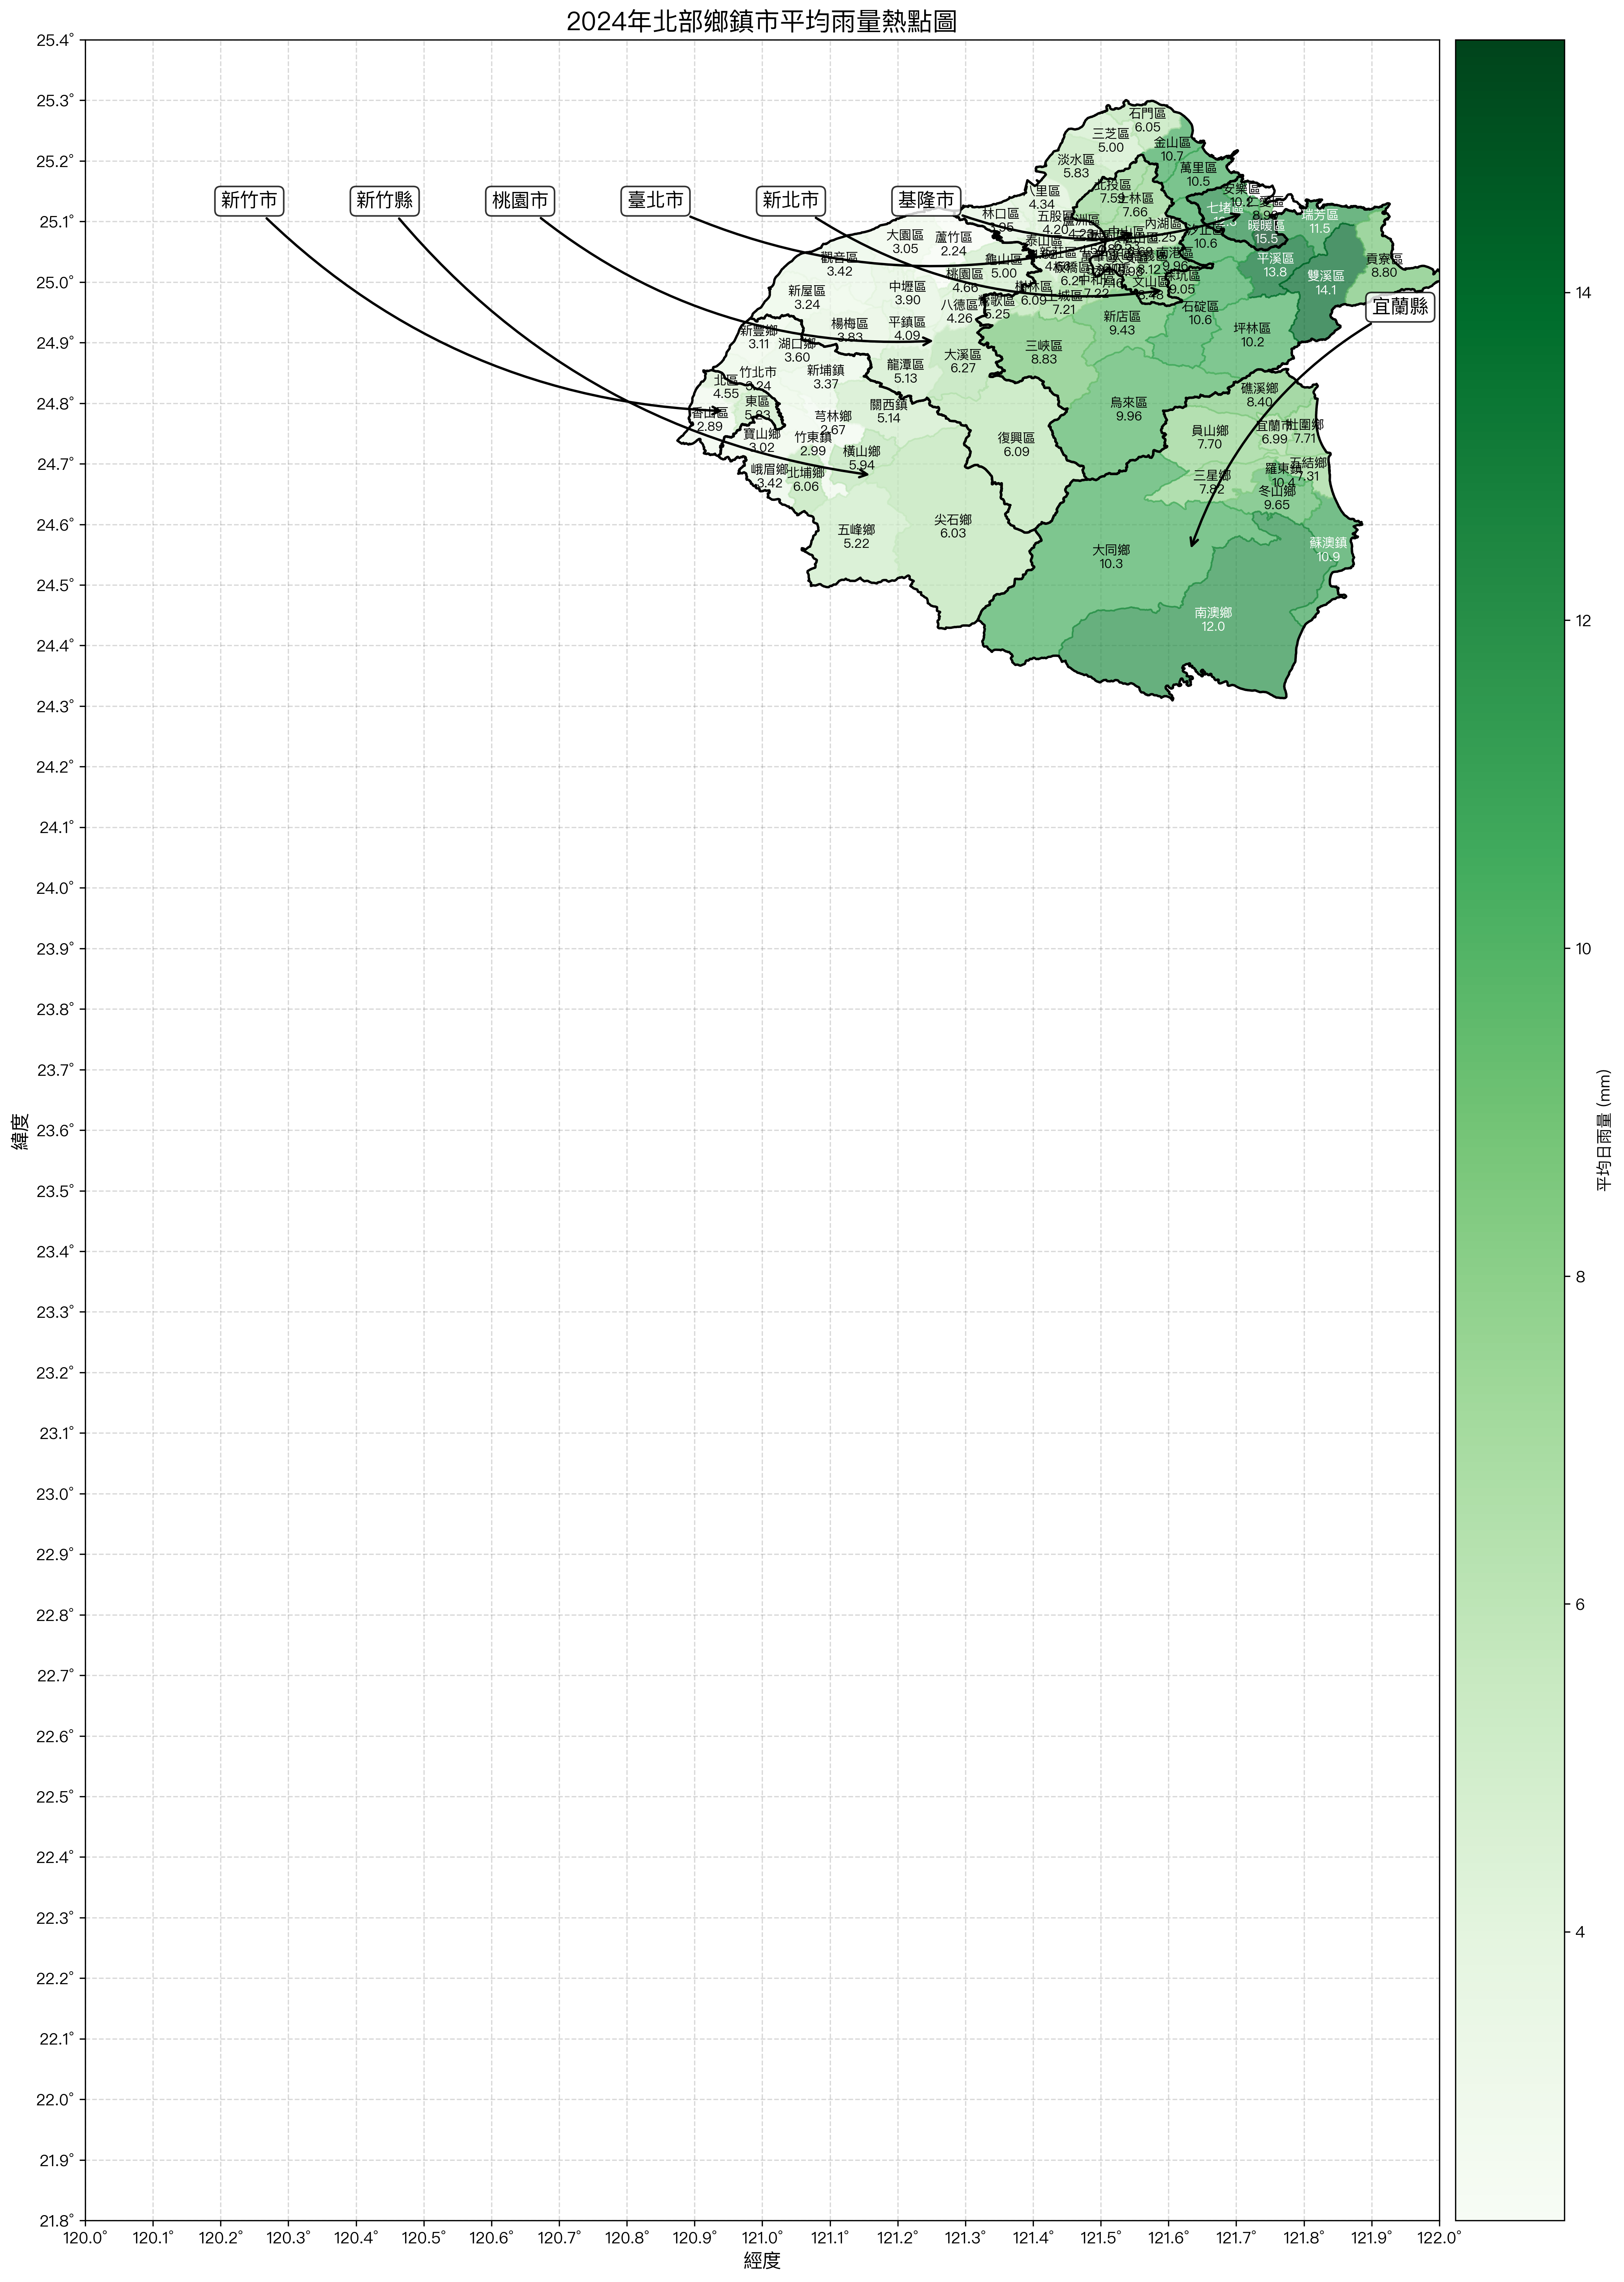 2024年北部鄉鎮市平均雨量熱點圖
25.4°
25.3°
25.2°
25.1°
25.0°
24.9°
24.8°
24.7°
24.6°
24.5°
24.4°
24.3°
24.2°
24.1°
24.0°
23.9°
23.8°
23.7°
23.6°
23.5°
23.4°
23.3°
23.2°
23.1°
23.0°
22.9°
22.8°
22.7°
22.6°
22.5°
22.4°
22.3°
22.2°
22.1°
22.0°
21.9°
21.8°
緯度
新竹市
新竹縣
桃園市
臺北市
新北市
基隆市
宜蘭縣
石門區
6.05
三芝區
5.00
金山區
10.7
淡水區
5.83
萬里區
10.5
北投區
7.59
士林區
7.66
4.34
安樂區
10.2
七堵區
瑞芳區
11.5
暖暖區
15.5
林口區
五股區
4.20
內湖區
10.6
大園區
3.05
蘆竹區
2.24
泰山區
觀音區
3.42
龜山區
5.00
南港區
9.96
平溪區
13.8
貢寮區
8.80
雙溪區
14.1
桃園區
4.66
中壢區
3.90
新屋區
3.24
樹林區
6.09
土城區
7.21
文山區
9.05
八德區
4.26
鶯歌區
5.25
石碇區
10.6
新店區
9.43
坪林區
10.2
楊梅區
3.83
平鎮區
4.09
新豐鄉
3.11
湖口鄉
3.60
三峽區
8.83
大溪區
6.27
龍潭區
5.13
新埔鎮
3.37
竹北市
3.24
北區
4.55
東區
5.83
香山區
2.89
關西鎮
5.14
芎林鄉
2.67
寶山鄉
3.02
竹東鎮
2.99
橫山鄉
5.94
峨眉鄉
3.42
北埔鄉
6.06
復興區
6.09
烏來區
9.96
五峰鄉
5.22
尖石鄉
6.03
礁溪鄉
8.40
員山鄉
7.70
宜蘭市
6.99
壯圍鄉
7.71
五結鄉
7.31
羅東鎮
10.4
三星鄉
7.82
冬山鄉
9.65
大同鄉
10.3
蘇澳鎮
10.9
南澳鄉
12.0
120.0°
120.1°
120.2°
120.3°
120.4°
120.5°
120.6°
120.7°
120.8°
120.9°
121.0°
121.1°
121.2°
121.3°
121.4°
121.5°
121.6°
121.7°
121.8°
121.9°
122.0°
經度
14
12
10
8
6
4
平均日雨量 (mm)